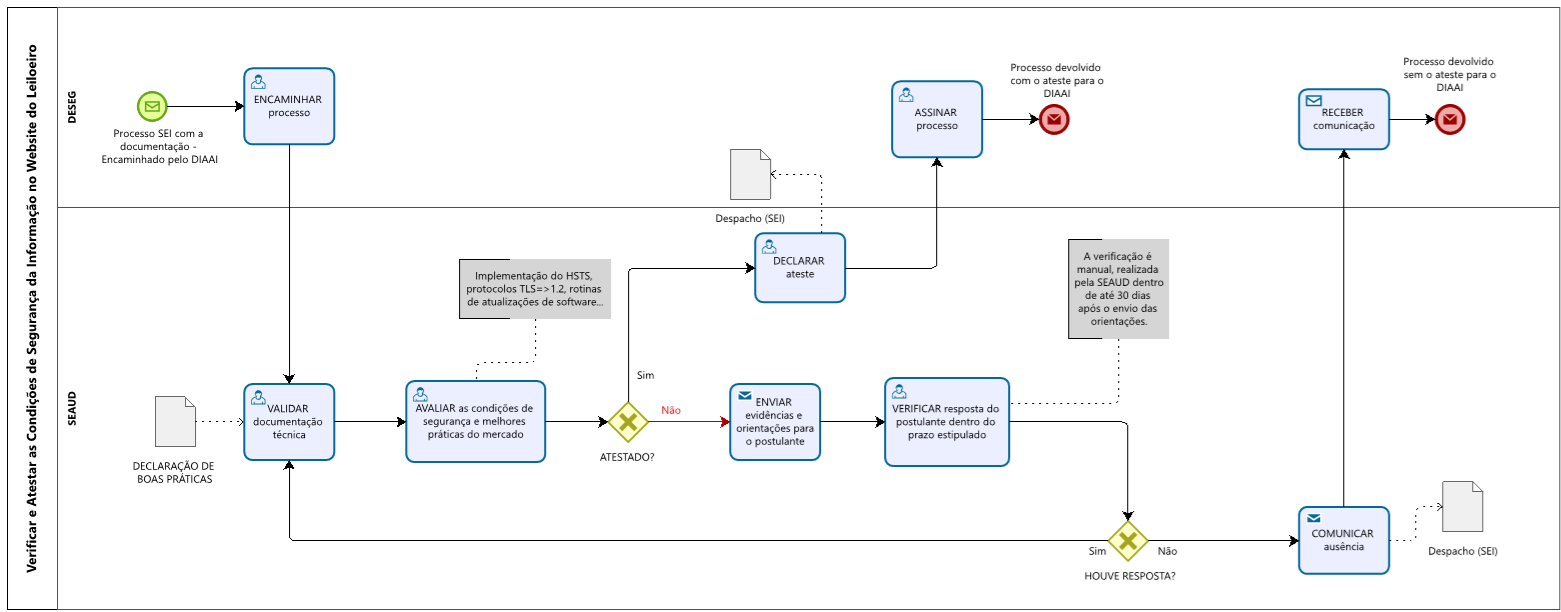 Verificar e Atestar as Condições de Segurança da Informação no Website do Leiloeiro
DESEG
Processo SEI com a
documentação -
Encaminhado pelo DIAAI
ENCAMINHAR
processo
ASSINAR
processo
Processo devolvido
com o ateste para o
DIAAI
RECEBER
comunicação
Processo devolvido
sem o ateste para o
DIAAI
Despacho (SEI)
SEAUD
DECLARAÇÃO DE
BOAS PRÁTICAS
VALIDAR
documentação
técnica
Implementação do HSTS,
protocolos TLS=>1.2, rotinas
de atualizações de software...
AVALIAR as condições de
segurança e melhores
práticas do mercado
ATESTADO?
Sim
Não
DECLARAR
ateste
ENVIAR
evidências e
orientações para
o postulante
A verificação é
manual, realizada
pela SEAUD dentro
de até 30 dias
após o envio das
orientações.
VERIFICAR resposta do
postulante dentro do
prazo estipulado
Sim
Não
HOUVE RESPOSTA?
COMUNICAR
ausência
Despacho (SEI)